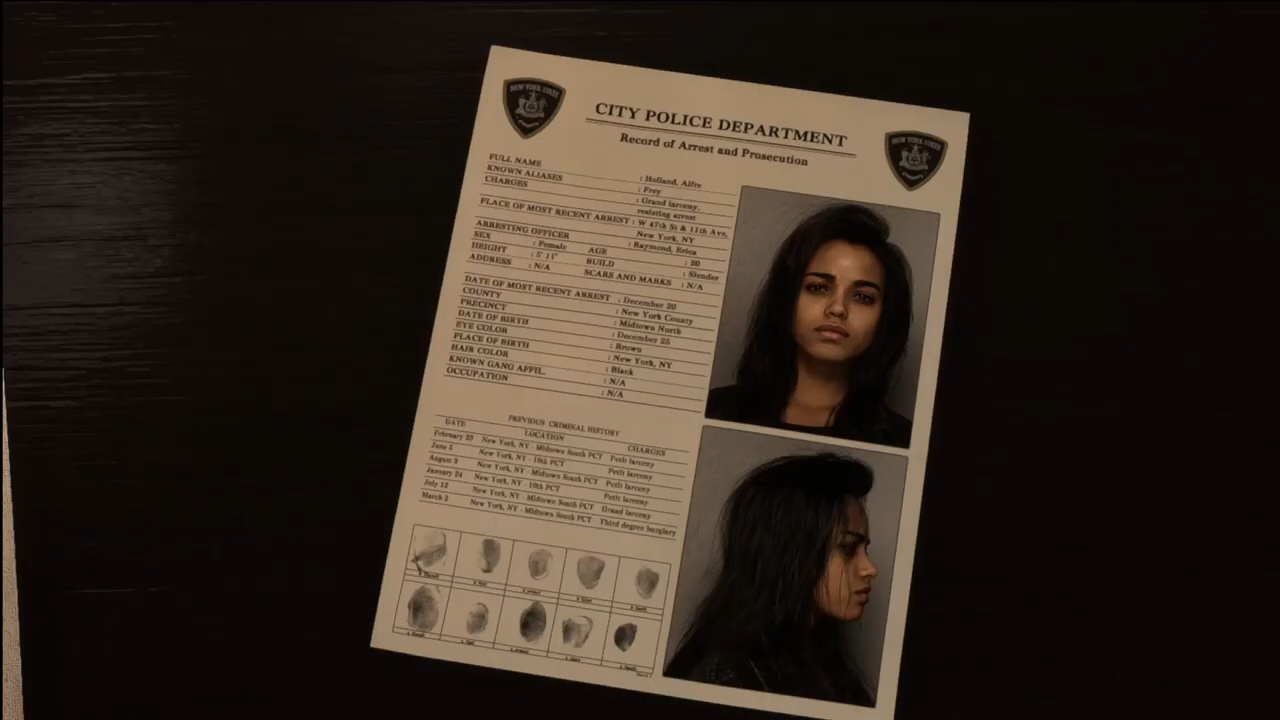 NEW YORK STATE
CITY POLICE DEPARTMENT
NEW YORK STATE
Record of Arrest and Prosecution
FULL NAME : Holland, Alfre
KNOWN ALIASES : Frey
CHARGES : Grand larceny,
resisting arrest
PLACE OF MOST RECENT ARREST : W 47th St & 11th Ave,
New York, NY
ARRESTING OFFICER : Raymond, Erica
SEX : Female AGE : 20
HEIGHT : 5' 11" BUILD : Slender
ADDRESS : N/A SCARS AND MARKS : N/A
DATE OF MOST RECENT ARREST : December 20
COUNTY : New York County
PRECINCT : Midtown North
DATE OF BIRTH : December 25
EYE COLOR : Brown
PLACE OF BIRTH : New York, NY
HAIR COLOR : Black
KNOWN GANG AFFIL. : N/A
OCCUPATION : N/A
PREVIOUS CRIMINAL HISTORY
DATE LOCATION CHARGES
February 23 New York, NY - Midtown South PCT Petit larceny
June 5 New York, NY - 10th PCT Petit larceny
August 9 New York, NY - Midtown South PCT Petit larceny
January 24 New York, NY - 10th PCT Petit larceny
July 12 New York, NY - Midtown South PCT Grand larceny
March 2 New York, NY - Midtown South PCT Third degree burglary